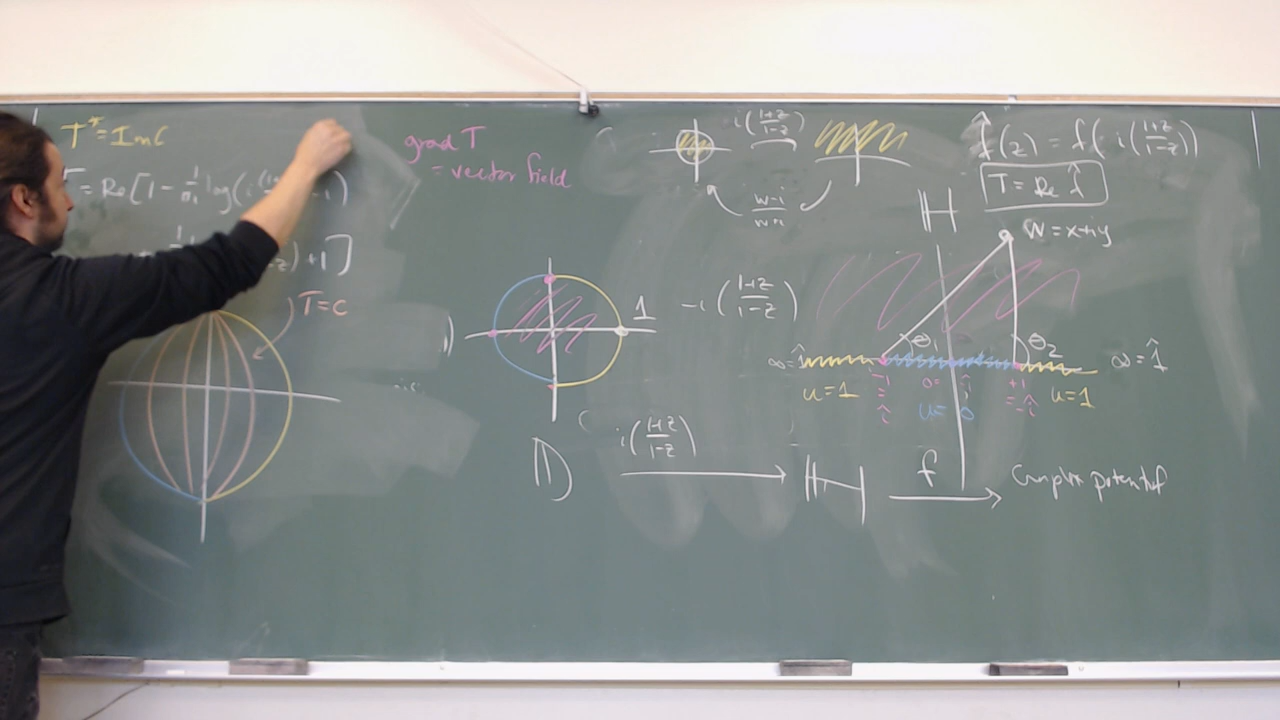 T* = Im C
= Re[1 - 1/πi log(i(
) + 1]
T = C
grad T
= vector field
i(1+z/1-z)
w-i/w+i
f̂(z) = f(i(1+z/1-z))
T = Re f̂
ℍ
w = x+iy
1
-i(1+z/1-z)
θ₁
θ₂
∞ = 1̂
∞ = 1̂
u=1
-1 = î
0 =
u = 0
+1 = -î
u=1
𝔻
i(1+z/1-z)
ℍ
f
Complex potential